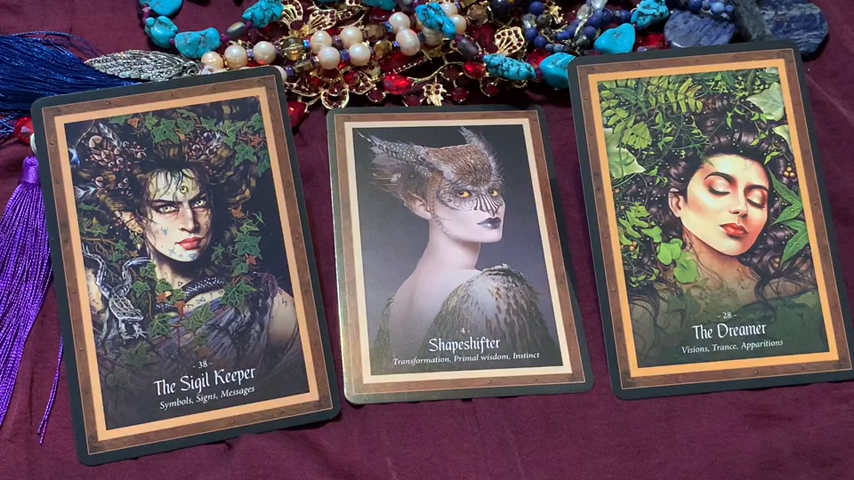 - 38 -
The Sigil Keeper
Symbols, Signs, Messages
- 4 -
Shapeshifter
Transformation, Primal wisdom, Instinct
- 28 -
The Dreamer
Visions, Trance, Apparitions